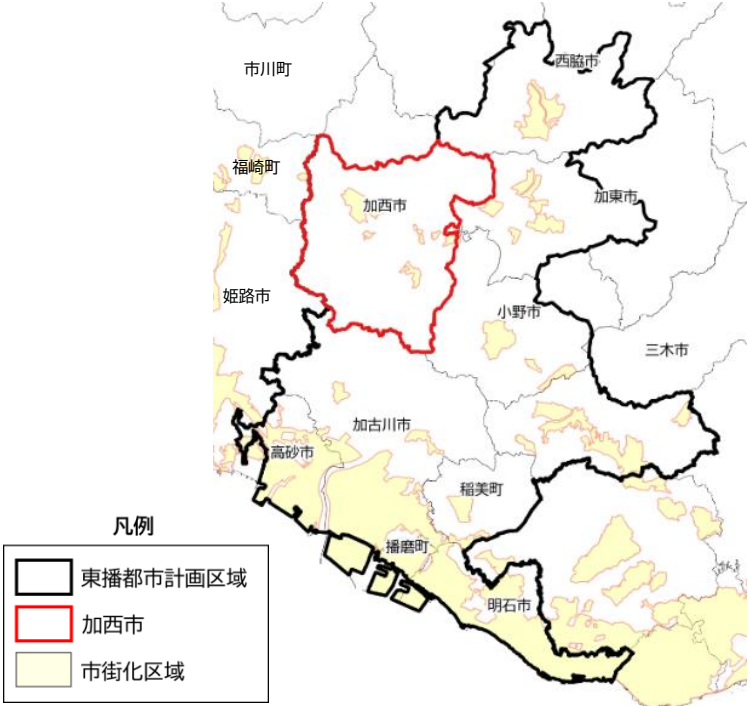 市川町
西脇市
福崎町
加西市
加東市
姫路市
小野市
三木市
加古川市
高砂市
稲美町
播磨町
明石市
凡例
東播都市計画区域
加西市
市街化区域